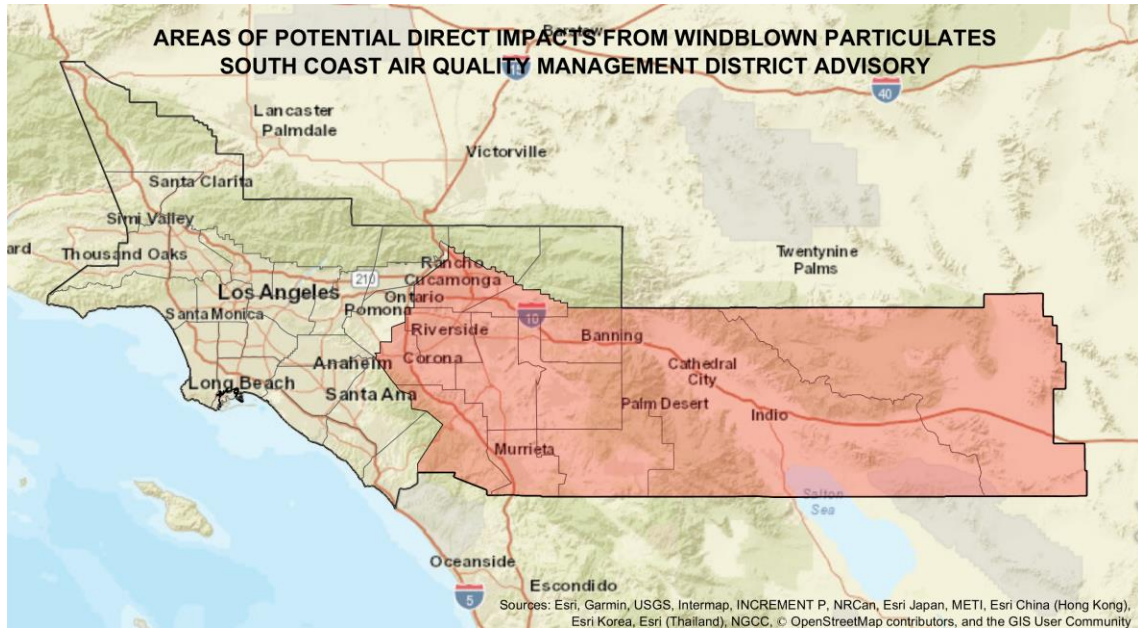 AREAS OF POTENTIAL DIRECT IMPACTS FROM WINDBLOWN PARTICULATES
SOUTH COAST AIR QUALITY MANAGEMENT DISTRICT ADVISORY
Barstow
15
40
Lancaster
Palmdale
Victorville
Santa Clarita
Simi Valley
ard
Thousand Oaks
Twentynine
Palms
Rancho
Cucamonga
210
Los Angeles
Ontario
Pomona
Santa Monica
10
Riverside
Banning
Anaheim
Corona
Cathedral
City
Long Beach
Santa Ana
Palm Desert
Indio
Murrieta
Salton
Sea
Oceanside
Escondido
5
Sources: Esri, Garmin, USGS, Intermap, INCREMENT P, NRCan, Esri Japan, METI, Esri China (Hong Kong),
Esri Korea, Esri (Thailand), NGCC, © OpenStreetMap contributors, and the GIS User Community